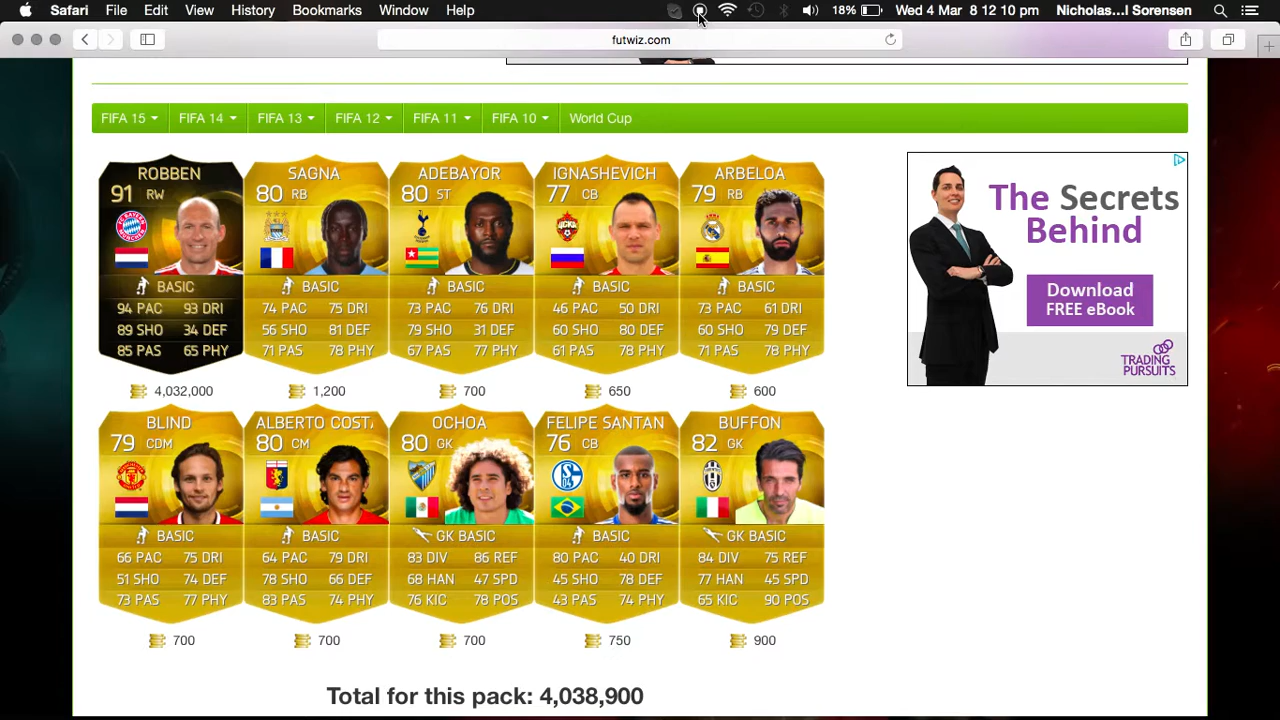 Safari File Edit View History Bookmarks Window Help 18% Wed 4 Mar 8 12 10 pm Nicholas...l Sorensen
futwiz.com
FIFA 15 FIFA 14 FIFA 13 FIFA 12 FIFA 11 FIFA 10 World Cup
ROBBEN
91 RW
BASIC
94 PAC 93 DRI
89 SHO 34 DEF
85 PAS 65 PHY
4,032,000
SAGNA
80 RB
BASIC
74 PAC 75 DRI
56 SHO 81 DEF
71 PAS 78 PHY
1,200
ADEBAYOR
80 ST
BASIC
73 PAC 76 DRI
79 SHO 31 DEF
67 PAS 77 PHY
700
IGNASHEVICH
77 CB
BASIC
46 PAC 50 DRI
60 SHO 80 DEF
61 PAS 78 PHY
650
ARBELOA
79 RB
BASIC
73 PAC 61 DRI
60 SHO 79 DEF
71 PAS 78 PHY
600
The Secrets
Behind
Download
FREE eBook
TRADING
PURSUITS
BLIND
79 CDM
BASIC
66 PAC 75 DRI
51 SHO 74 DEF
73 PAS 77 PHY
700
ALBERTO COSTA
80 CM
BASIC
64 PAC 79 DRI
78 SHO 66 DEF
83 PAS 74 PHY
700
OCHOA
80 GK
GK BASIC
83 DIV 86 REF
68 HAN 47 SPD
76 KIC 78 POS
700
FELIPE SANTAN
76 CB
BASIC
80 PAC 40 DRI
45 SHO 78 DEF
43 PAS 74 PHY
750
BUFFON
82 GK
GK BASIC
84 DIV 75 REF
77 HAN 45 SPD
65 KIC 90 POS
900
Total for this pack: 4,038,900